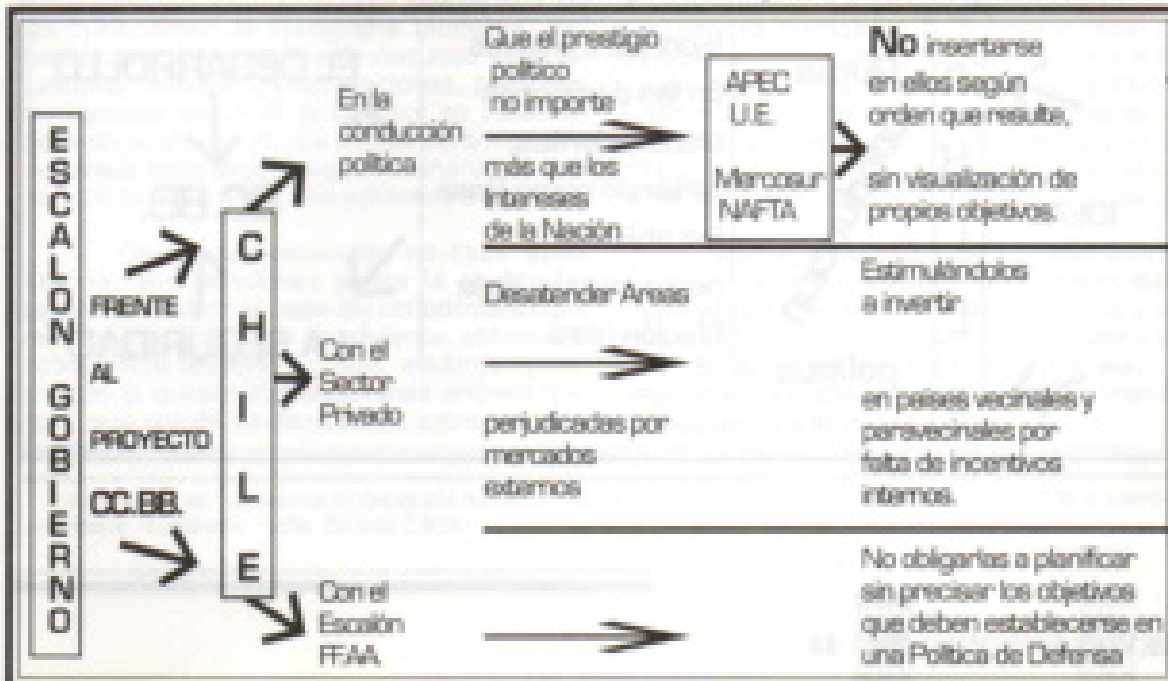 ESCALON GOBIERNO
FRENTE
AL
PROYECTO
CC.BB.
CHILE
En la
conducción
política
Que el prestigio
político
no importe
más que los
Intereses
de la Nación
APEC
U.E.
Mercosur
NAFTA
No insertarse
en ellos según
orden que resulte,
sin visualización de
propios objetivos.
Con el
Sector
Privado
Desatender Areas
perjudicadas por
mercados
externos
Estimulándolos
a invertir
en países vecinales y
paravecinales por
falta de incentivos
internos.
Con el
Escalón
FF.AA.
No obligarlas a planificar
sin precisar los objetivos
que deben establecerse en
una Política de Defensa